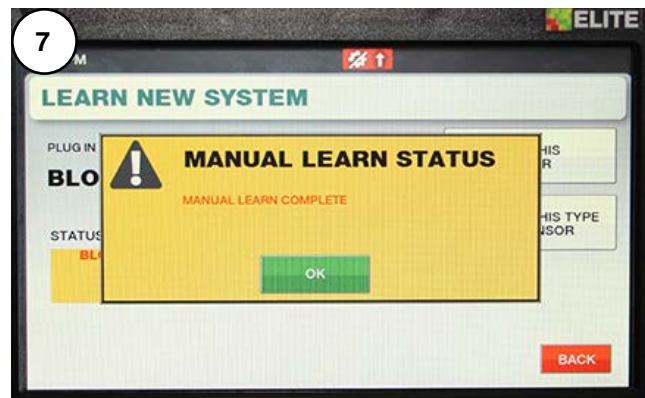 7
ELITE
M
LEARN NEW SYSTEM
PLUG IN
BLO
HIS
R
MANUAL LEARN STATUS
MANUAL LEARN COMPLETE
STATUS
BLO
HIS TYPE
NSOR
OK
BACK